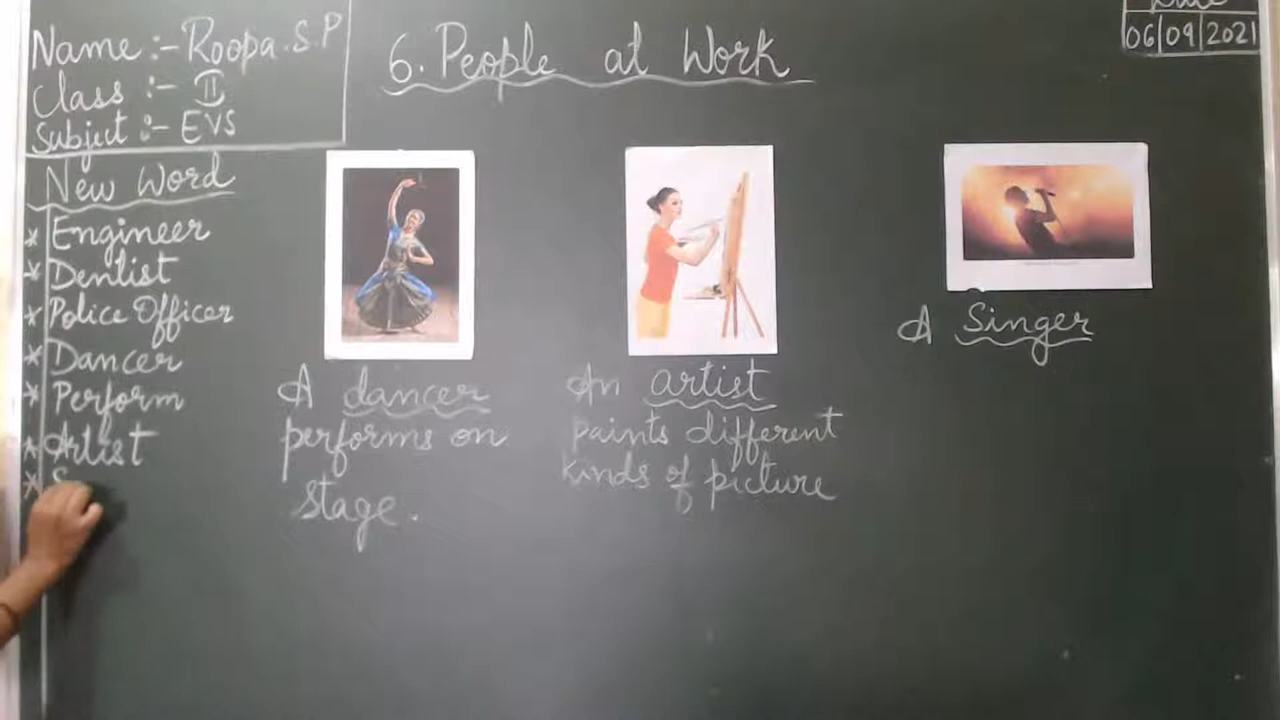 Name :- Roopa.S.P
Class :- II
Subject :- EVS
6. People at Work
Date
06|09|2021
New Word
* Engineer
* Dentist
* Police Officer
* Dancer
* Perform
* Artist
* S
A dancer
performs on
stage.
An artist
paints different
kinds of picture
A Singer